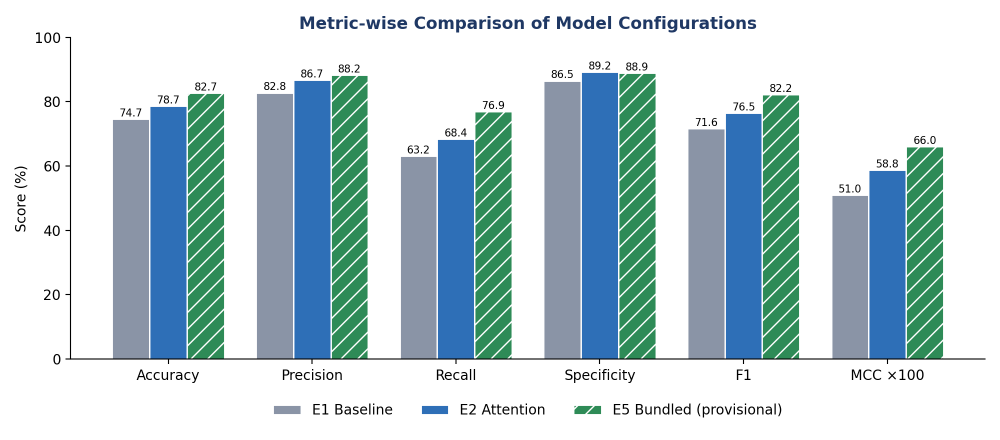 Metric-wise Comparison of Model Configurations
Score (%)
100
80
60
40
20
0
74.7 78.7 82.7
82.8 86.7 88.2
63.2 68.4 76.9
86.5 89.2 88.9
71.6 76.5 82.2
51.0 58.8 66.0
Accuracy Precision Recall Specificity F1 MCC ×100
E1 Baseline E2 Attention E5 Bundled (provisional)